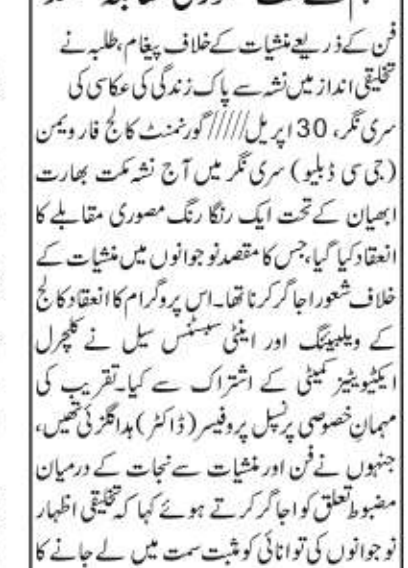 فن کے ذریعے منشیات کے خلاف پیغام، طلبہ نے
تخلیقی انداز میں نشہ سے پاک زندگی کی عکاسی کی
سری نگر، 30 اپریل///// گورنمنٹ کالج فار ویمن
(جی سی ڈبلیو) سری نگر میں آج نشہ مکت بھارت
ابھیان کے تحت ایک رنگا رنگ مصوری مقابلے کا
انعقاد کیا گیا، جس کا مقصد نوجوانوں میں منشیات کے
خلاف شعور اجاگر کرنا تھا۔ اس پروگرام کا انعقاد کالج
کے ویلبیئنگ اور اینٹی سبسٹنس سیل نے کلچرل
ایکٹیویٹیز کمیٹی کے اشتراک سے کیا۔ تقریب کی
مہمانِ خصوصی پرنسپل پروفیسر (ڈاکٹر) ہدا گلزئی تھیں،
جنہوں نے فن اور منشیات سے نجات کے درمیان
مضبوط تعلق کو اجاگر کرتے ہوئے کہا کہ تخلیقی اظہار
نوجوانوں کی توانائی کو مثبت سمت میں لے جانے کا